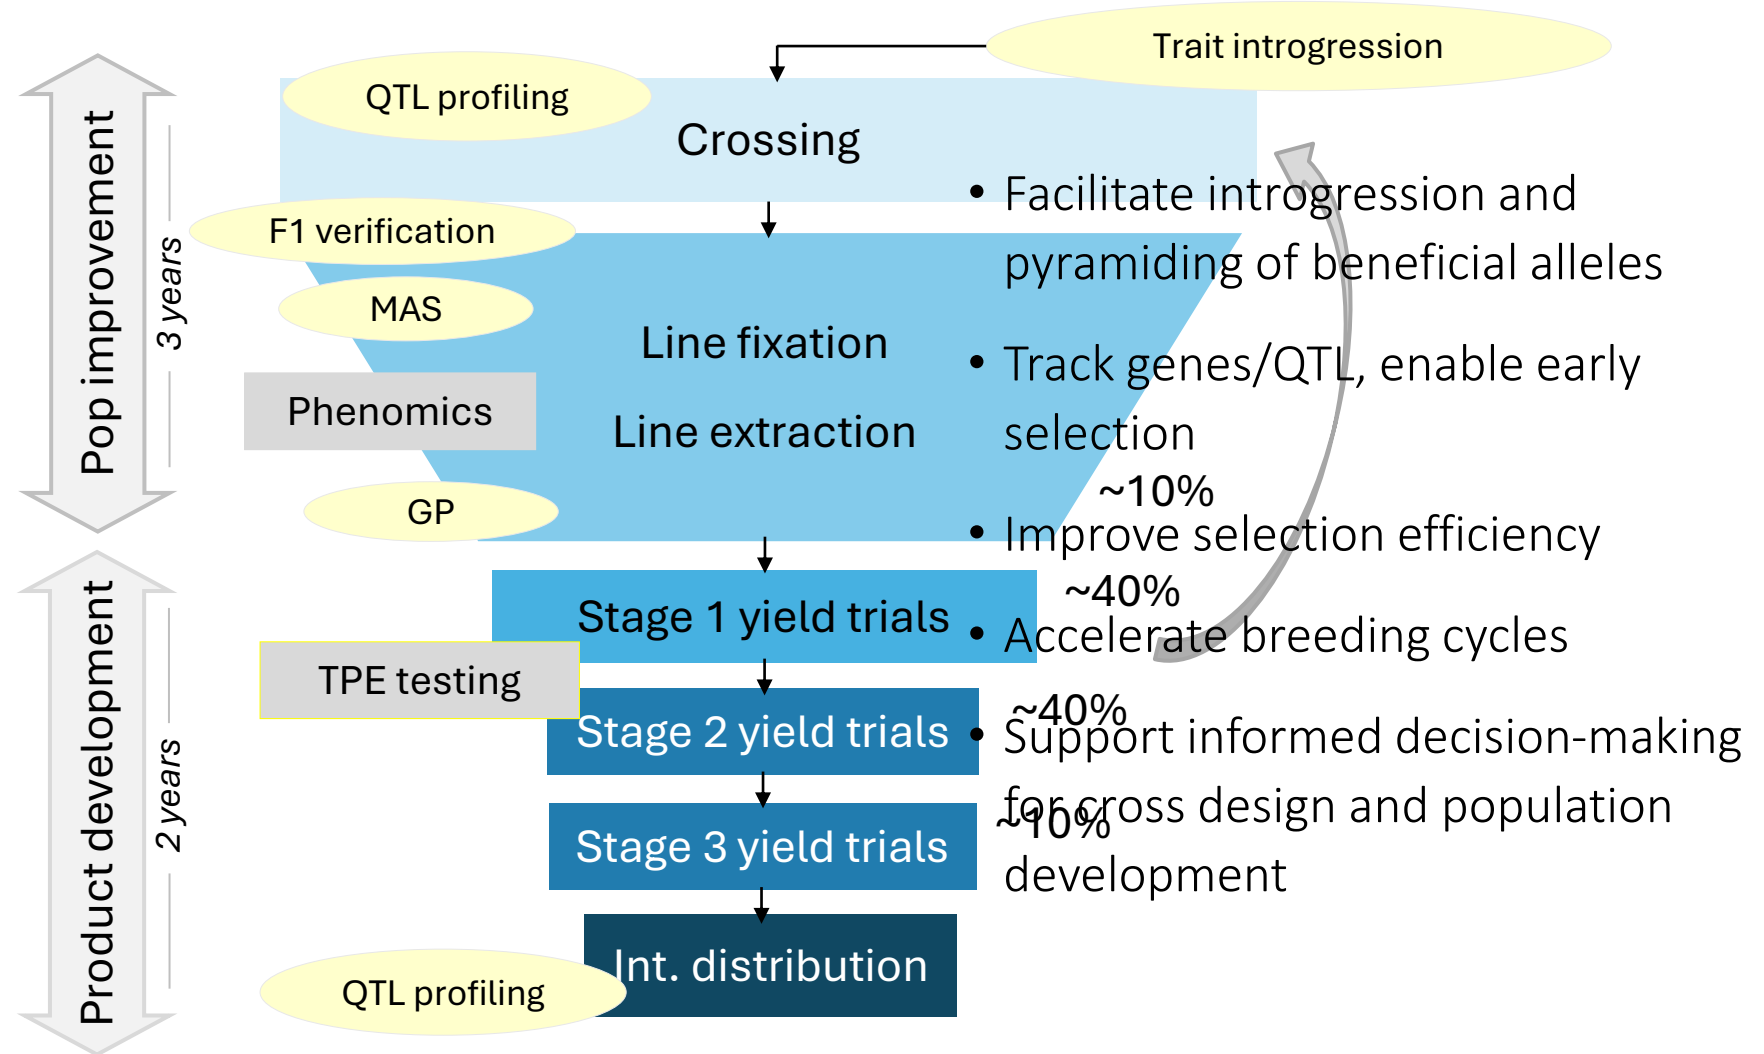 Trait introgression
QTL profiling
Crossing
F1 verification
MAS
Line fixation
Phenomics
Line extraction
GP
Stage 1 yield trials
TPE testing
Stage 2 yield trials
Stage 3 yield trials
Int. distribution
QTL profiling
Pop improvement
3 years
Product development
2 years
• Facilitate introgression and
pyramiding of beneficial alleles
• Track genes/QTL, enable early
selection
~10%
• Improve selection efficiency
~40%
• Accelerate breeding cycles
~40%
• Support informed decision-making
for cross design and population
~10%
development